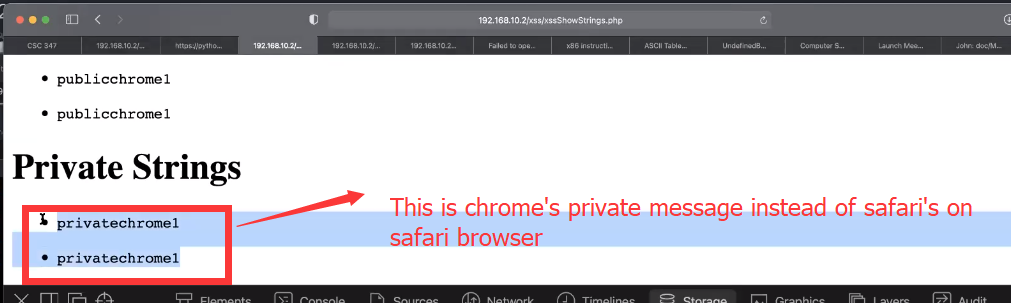 192.168.10.2/xss/xssShowStrings.php
CSC 347 192.168.10.2/... https://pytho... 192.168.10.2/... 192.168.10.2/... 192.168.10.2... Failed to ope... x86 instructi... ASCII Table... UndefinedB... Computer S... Launch Mes... John: doc/M...
• publicchrome1
• publicchrome1
Private Strings
• privatechrome1
This is chrome's private message instead of safari's on
safari browser
• privatechrome1
Elements Console Sources Network Timelines Storage Graphics Layers Audit